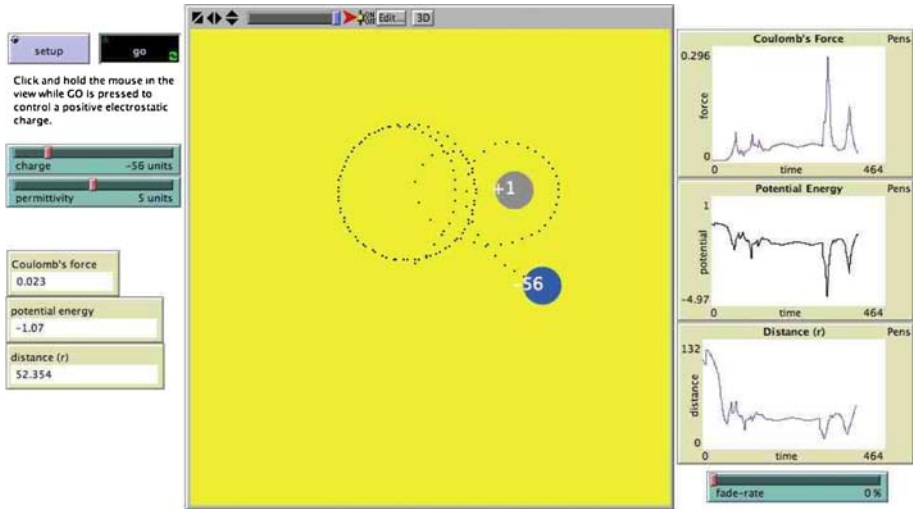 ON
OFF
Edit...
3D
setup
go
Click and hold the mouse in the
view while GO is pressed to
control a positive electrostatic
charge.
charge
-56 units
permittivity
5 units
Coulomb's force
0.023
potential energy
-1.07
distance (r)
52.354
+1
-56
Coulomb's Force
Pens
0.296
force
0
0
time
464
Potential Energy
Pens
1
potential
-4.97
0
time
464
Distance (r)
Pens
132
distance
0
0
time
464
fade-rate
0 %